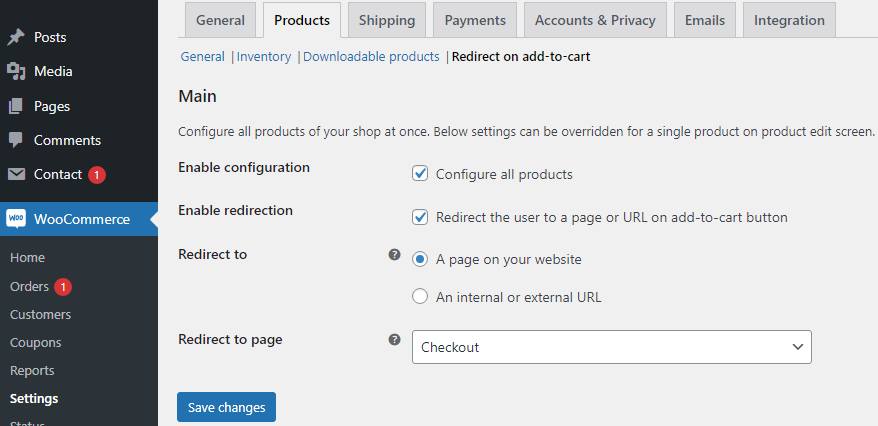 General Products Shipping Payments Accounts & Privacy Emails Integration
Posts
Media
Pages
Comments
Contact 1
WOO WooCommerce
Home
Orders 1
Customers
Coupons
Reports
Settings
Status
General | Inventory | Downloadable products | Redirect on add-to-cart
Main
Configure all products of your shop at once. Below settings can be overridden for a single product on product edit screen.
Enable configuration
Configure all products
Enable redirection
Redirect the user to a page or URL on add-to-cart button
Redirect to ?
A page on your website
An internal or external URL
Redirect to page ?
Checkout
Save changes